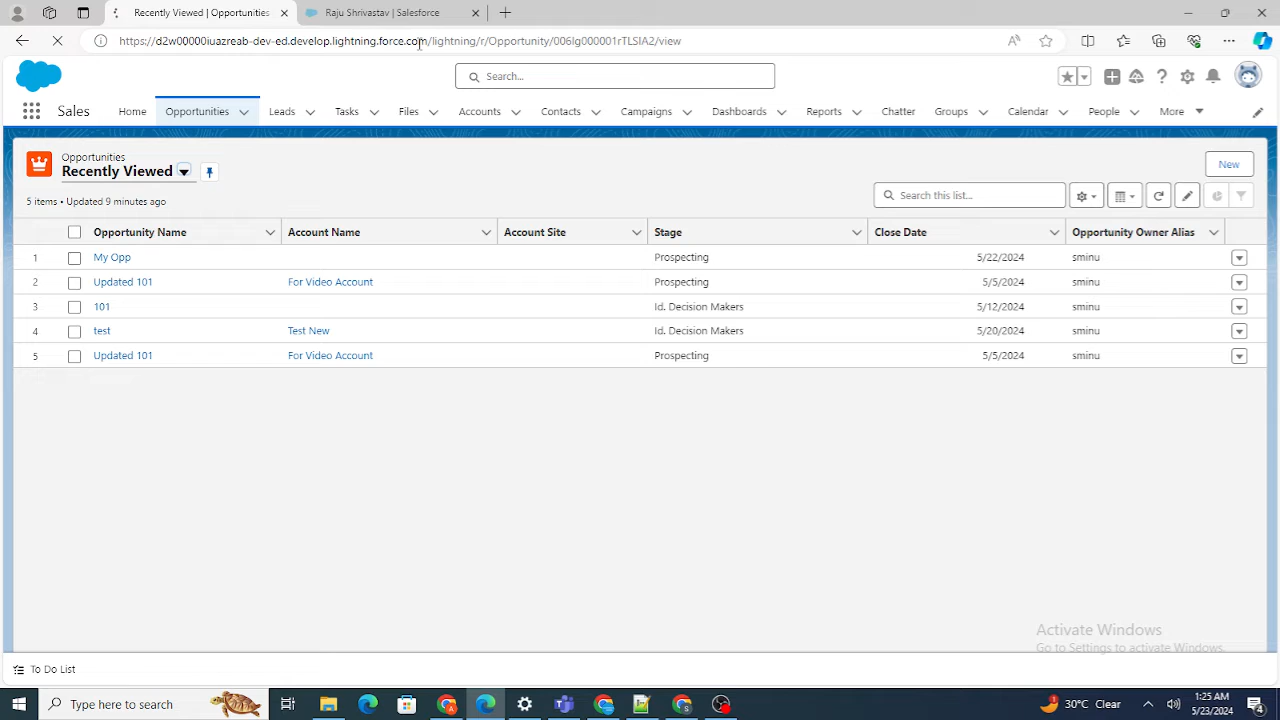 Recently Viewed | Opportunities
Raju Shrivastav | Salesforce
https://d2w00000iuazreab-dev-ed.develop.lightning.force.com/lightning/r/Opportunity/006Ig000001rTLSIA2/view
Search...
Sales
Home
Opportunities
Leads
Tasks
Files
Accounts
Contacts
Campaigns
Dashboards
Reports
Chatter
Groups
Calendar
People
More
Opportunities
Recently Viewed
New
5 items • Updated 9 minutes ago
Search this list...
Opportunity Name Account Name Account Site Stage Close Date Opportunity Owner Alias
1 My Opp Prospecting 5/22/2024 sminu
2 Updated 101 For Video Account Prospecting 5/5/2024 sminu
3 101 Id. Decision Makers 5/12/2024 sminu
4 test Test New Id. Decision Makers 5/20/2024 sminu
5 Updated 101 For Video Account Prospecting 5/5/2024 sminu
Activate Windows
Go to Settings to activate Windows.
To Do List
Type here to search
30°C Clear
1:25 AM
5/23/2024